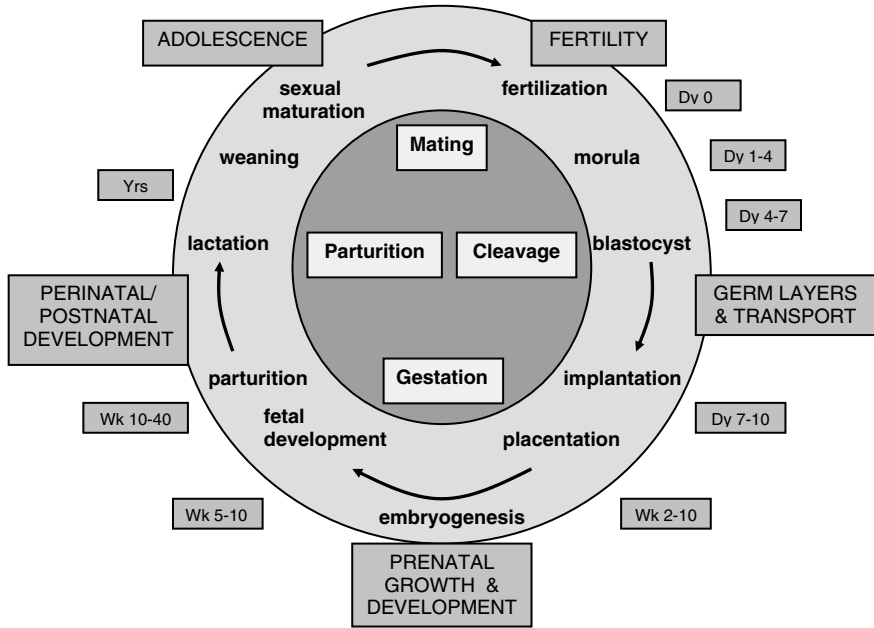 ADOLESCENCE
FERTILITY
sexual
maturation
fertilization
Dy 0
Mating
weaning
morula
Dy 1-4
Yrs
Dy 4-7
lactation
Parturition
Cleavage
blastocyst
PERINATAL/
POSTNATAL
DEVELOPMENT
GERM LAYERS
& TRANSPORT
parturition
Gestation
implantation
Wk 10-40
fetal
development
placentation
Dy 7-10
Wk 5-10
embryogenesis
Wk 2-10
PRENATAL
GROWTH &
DEVELOPMENT